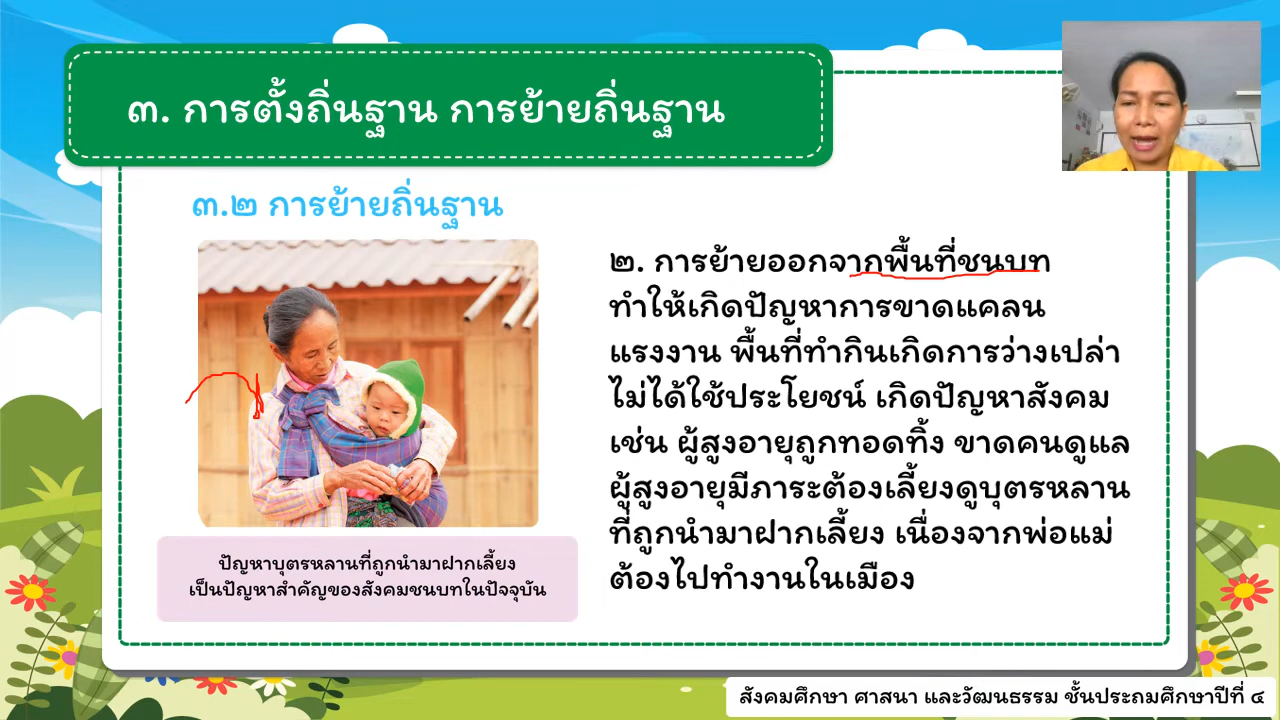 ๓. การตั้งถิ่นฐาน การย้ายถิ่นฐาน
๓.๒ การย้ายถิ่นฐาน
๒. การย้ายออกจากพื้นที่ชนบท
ทำให้เกิดปัญหาการขาดแคลน
แรงงาน พื้นที่ทำกินเกิดการว่างเปล่า
ไม่ได้ใช้ประโยชน์ เกิดปัญหาสังคม
เช่น ผู้สูงอายุถูกทอดทิ้ง ขาดคนดูแล
ผู้สูงอายุมีภาระต้องเลี้ยงดูบุตรหลาน
ที่ถูกนำมาฝากเลี้ยง เนื่องจากพ่อแม่
ต้องไปทำงานในเมือง
ปัญหาบุตรหลานที่ถูกนำมาฝากเลี้ยง
เป็นปัญหาสำคัญของสังคมชนบทในปัจจุบัน
สังคมศึกษา ศาสนา และวัฒนธรรม ชั้นประถมศึกษาปีที่ ๔